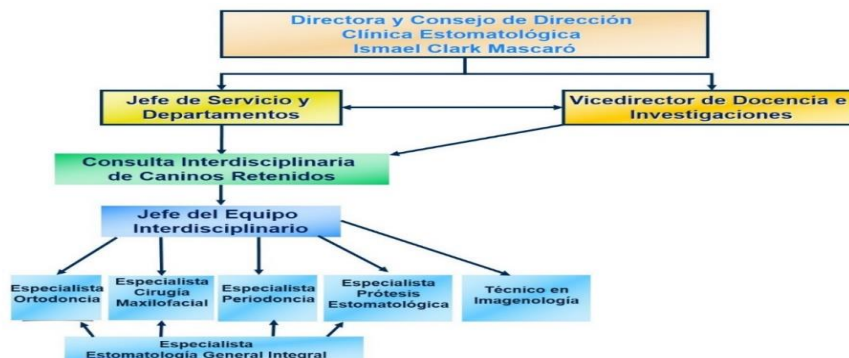 Directora y Consejo de Dirección
Clínica Estomatológica
Ismael Clark Mascaró
Jefe de Servicio y
Departamentos
Vicedirector de Docencia e
Investigaciones
Consulta Interdisciplinaria
de Caninos Retenidos
Jefe del Equipo
Interdisciplinario
Especialista
Ortodoncia
Especialista
Cirugía
Maxilofacial
Especialista
Periodoncia
Especialista
Prótesis
Estomatológica
Técnico en
Imagenología
Especialista
Estomatología General Integral